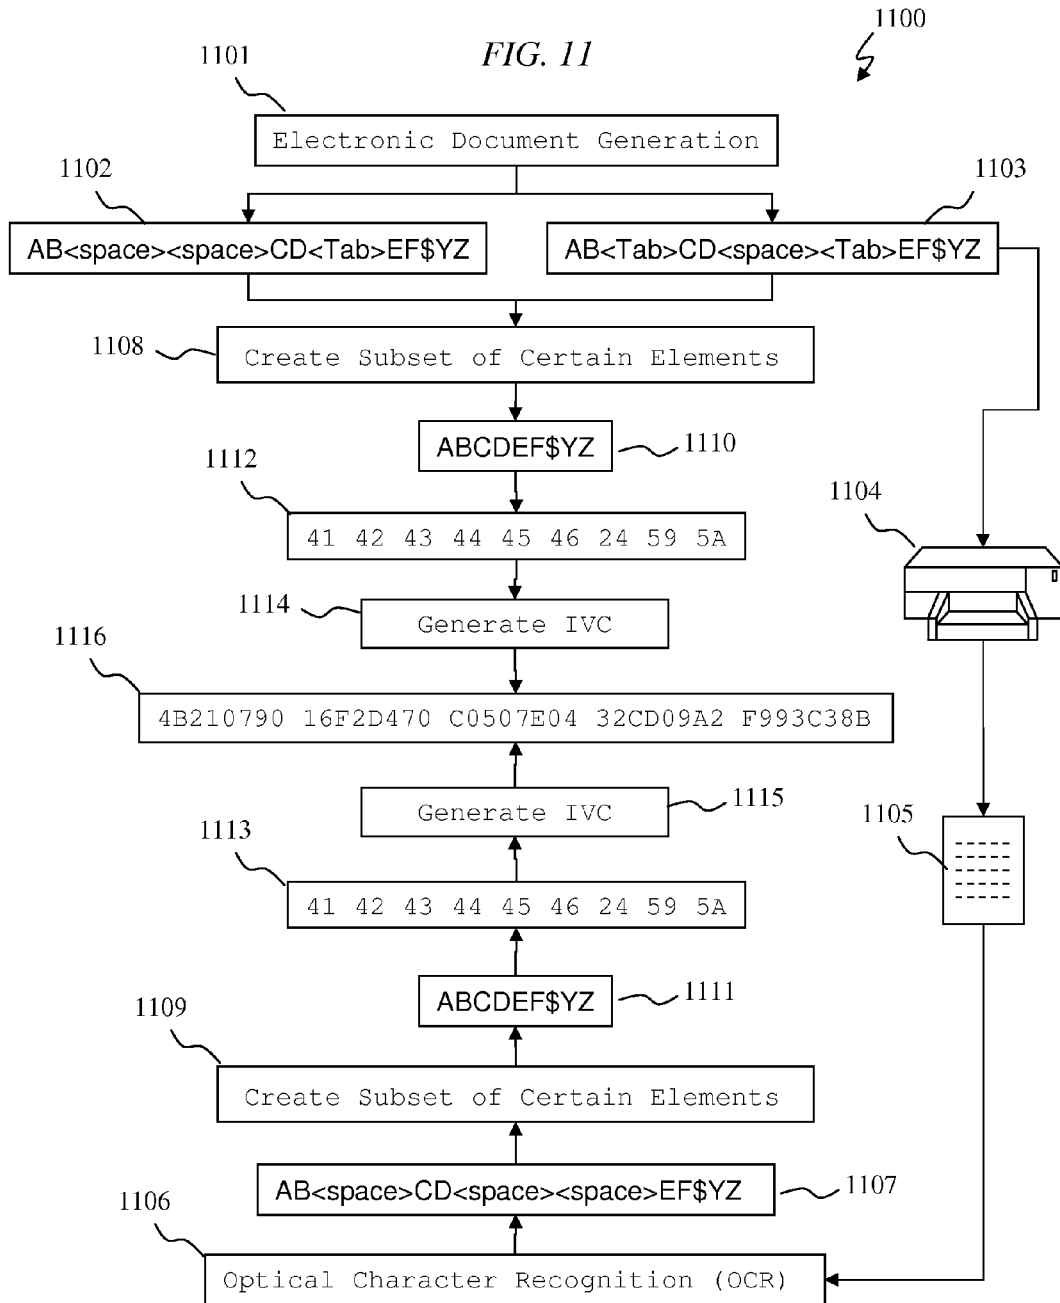 1100
FIG. 11
1101
Electronic Document Generation
1102
1103
AB<space><space>CD<Tab>EF$YZ
AB<Tab>CD<space><Tab>EF$YZ
1108
Create Subset of Certain Elements
ABCDEF$YZ
1110
1112
41 42 43 44 45 46 24 59 5A
1104
1114
Generate IVC
1116
4B210790 16F2D470 C0507E04 32CD09A2 F993C38B
Generate IVC
1115
1105
1113
41 42 43 44 45 46 24 59 5A
ABCDEF$YZ
1111
1109
Create Subset of Certain Elements
AB<space>CD<space><space>EF$YZ
1107
1106
Optical Character Recognition (OCR)